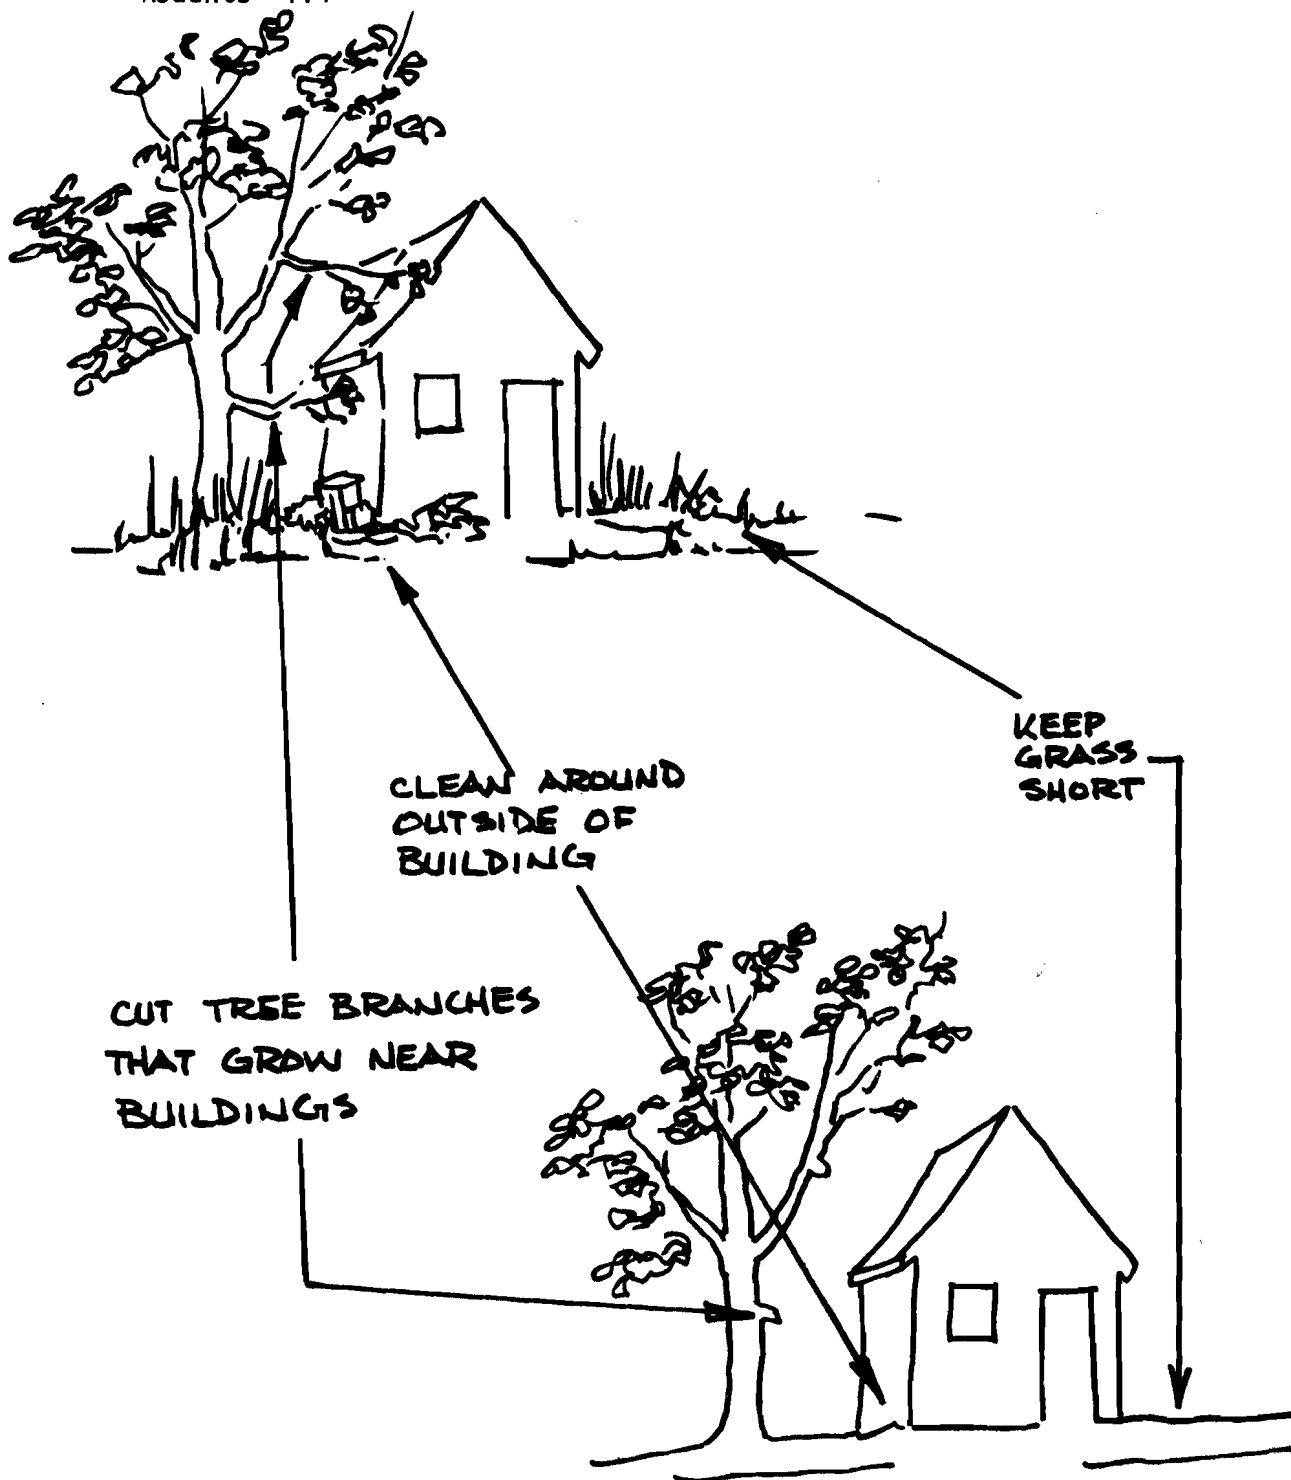 KEEP
GRASS
SHORT
CLEAN AROUND
OUTSIDE OF
BUILDING
CUT TREE BRANCHES
THAT GROW NEAR
BUILDINGS